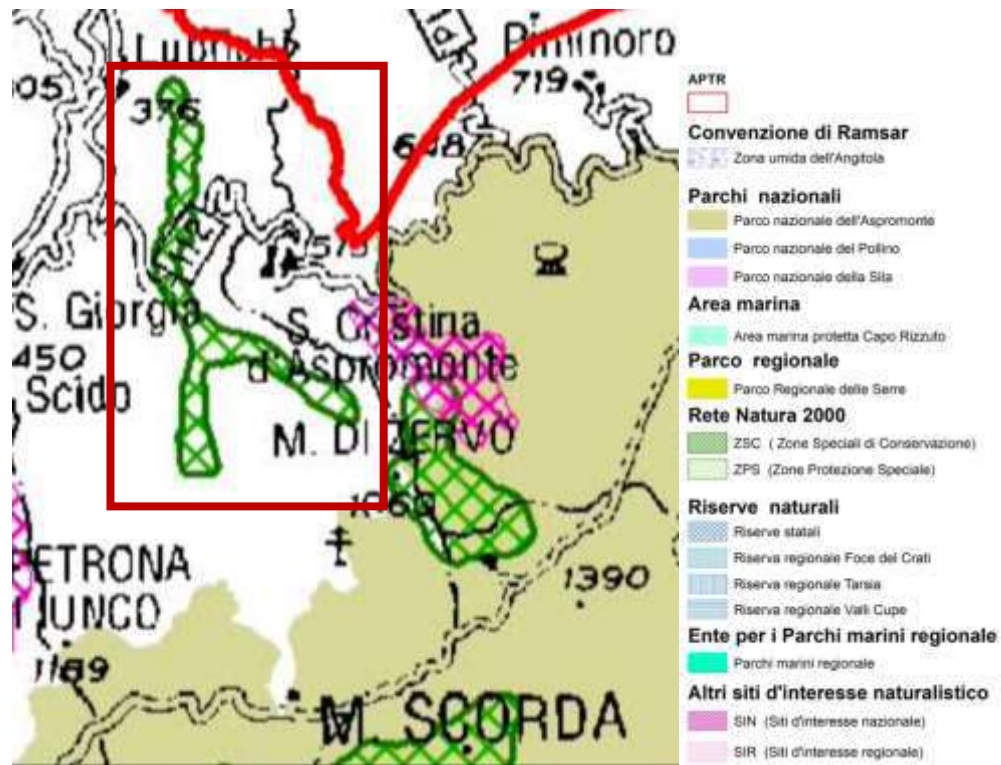 Lubrichi
Piminoro
05
376
719
648
57
S. Giorgia
S. Cristina
d'Aspromonte
450
Scido
M. DI ZERVO
ETRONA
JUNCO
1390
1189
M. SCORDA
APTR
Convenzione di Ramsar
Zona umida dell'Angitola
Parchi nazionali
Parco nazionale dell'Aspromonte
Parco nazionale del Pollino
Parco nazionale della Sila
Area marina
Area marina protetta Capo Rizzuto
Parco regionale
Parco Regionale delle Serre
Rete Natura 2000
ZSC ( Zone Speciali di Conservazione)
ZPS (Zone Protezione Speciale)
Riserve naturali
Riserve statali
Riserva regionale Foce del Crati
Riserva regionale Tarsia
Riserva regionale Valli Cupe
Ente per i Parchi marini regionale
Parchi marini regionale
Altri siti d'interesse naturalistico
SIN (Siti d'interesse nazionale)
SIR (Siti d'interesse regionale)